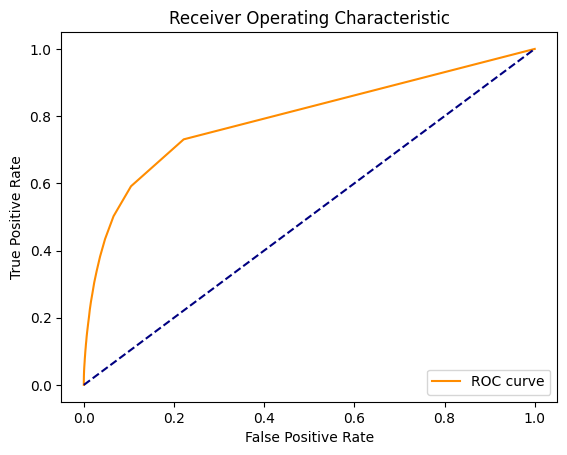 Receiver Operating Characteristic
1.0
0.8
0.6
0.4
0.2
0.0
True Positive Rate
0.0 0.2 0.4 0.6 0.8 1.0
False Positive Rate
ROC curve